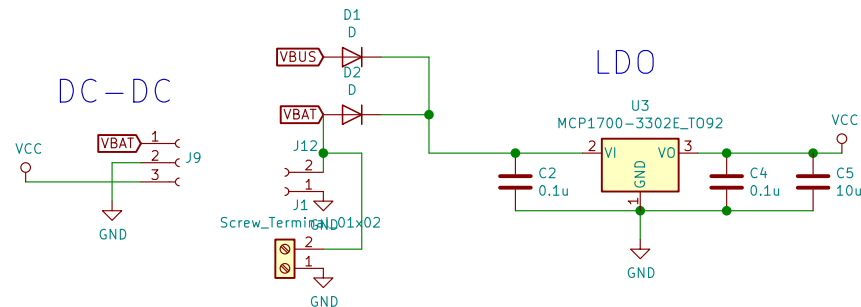 D1
D
VBUS
D2
D
VBAT
LDO
DC-DC
U3
MCP1700-3302E_TO92
VCC
VBAT
1
2
3
J9
VCC
GND
J12
2
1
GND
J1
Screw_Terminal_01x02
2
1
GND
2
VI
VO
3
GND
1
C2
0.1u
C4
0.1u
C5
10u
GND